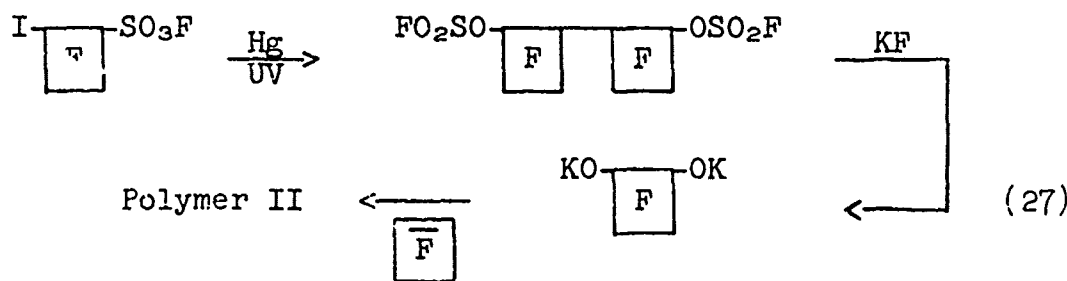 I SO₃F Hg UV FO₂SO F F OSO₂F KF
Polymer II F KO F OK (27)